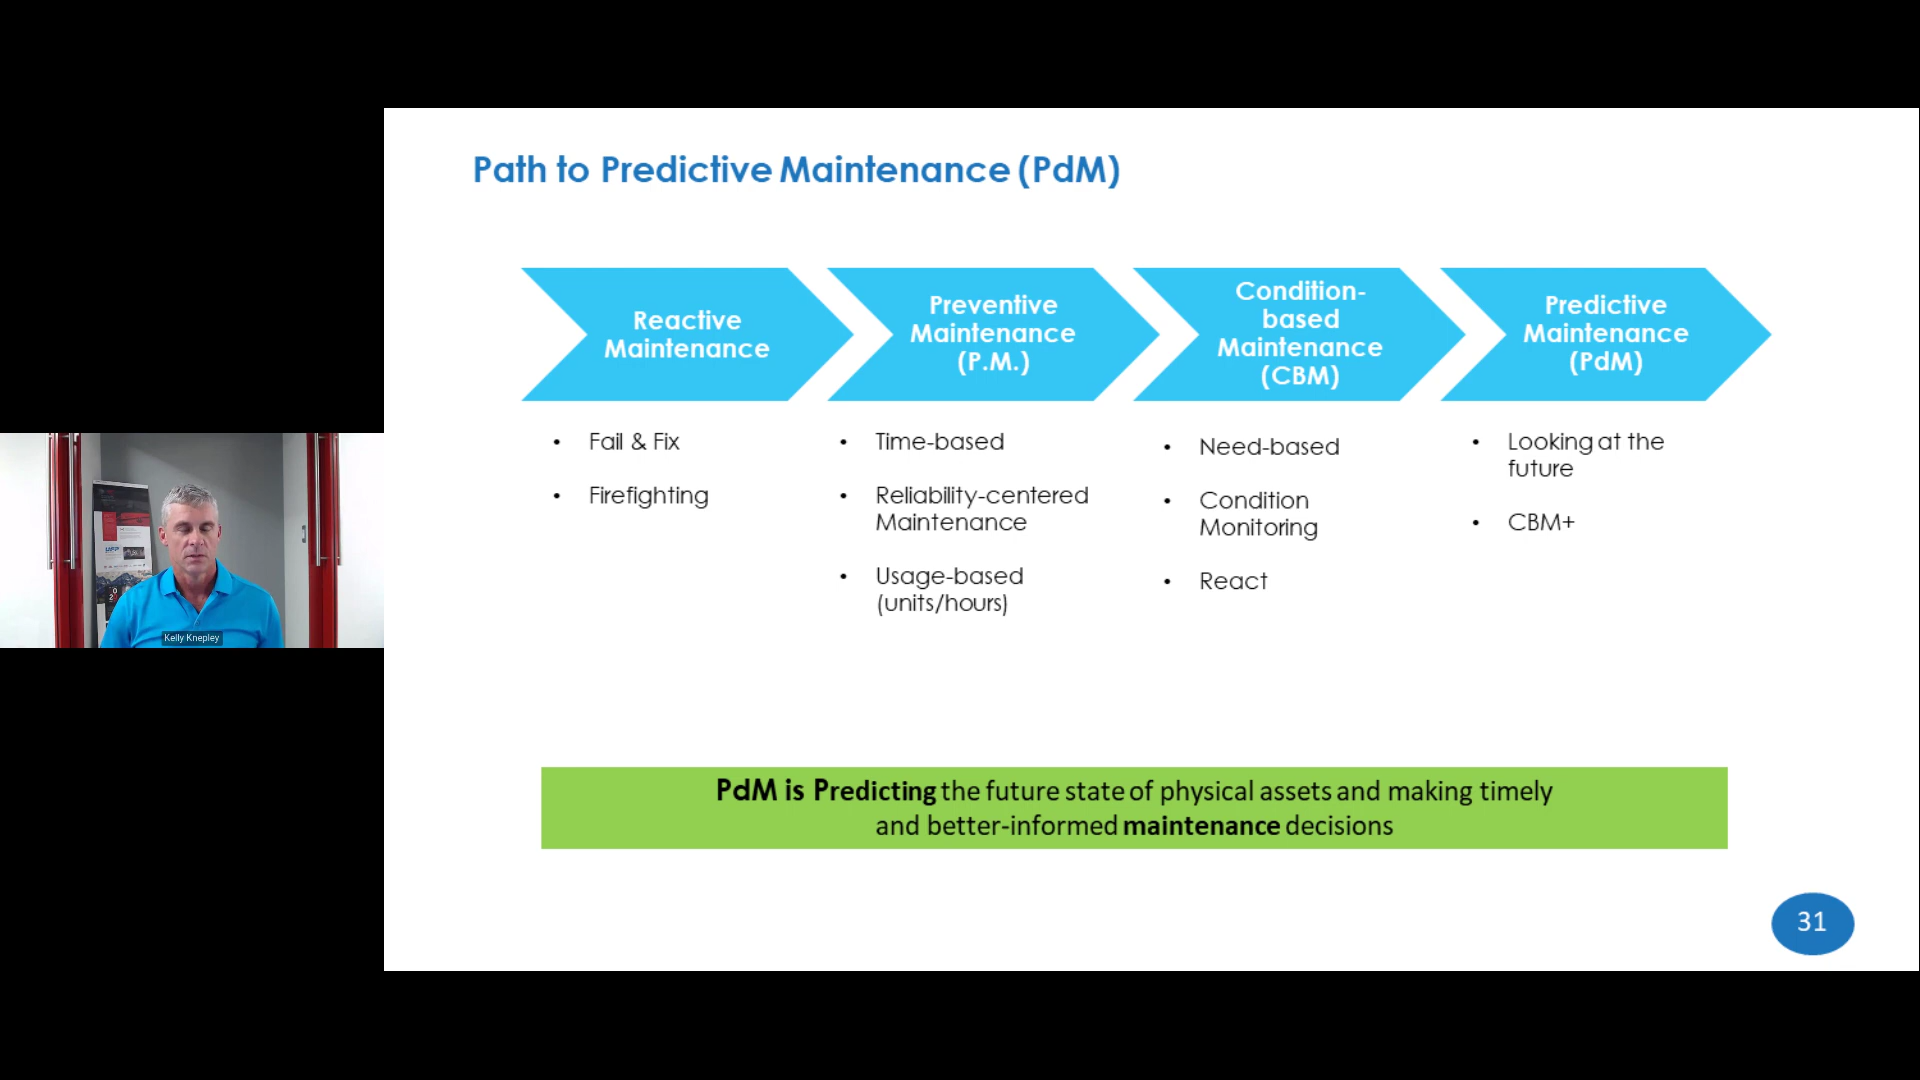 Path to Predictive Maintenance (PdM)
Reactive
Maintenance
Preventive
Maintenance
(P.M.)
Condition-
based
Maintenance
(CBM)
Predictive
Maintenance
(PdM)
• Fail & Fix
• Firefighting
• Time-based
• Reliability-centered
Maintenance
• Usage-based
(units/hours)
• Need-based
• Condition
Monitoring
• React
• Looking at the
future
• CBM+
PdM is Predicting the future state of physical assets and making timely
and better-informed maintenance decisions
31
Kelly Knepley